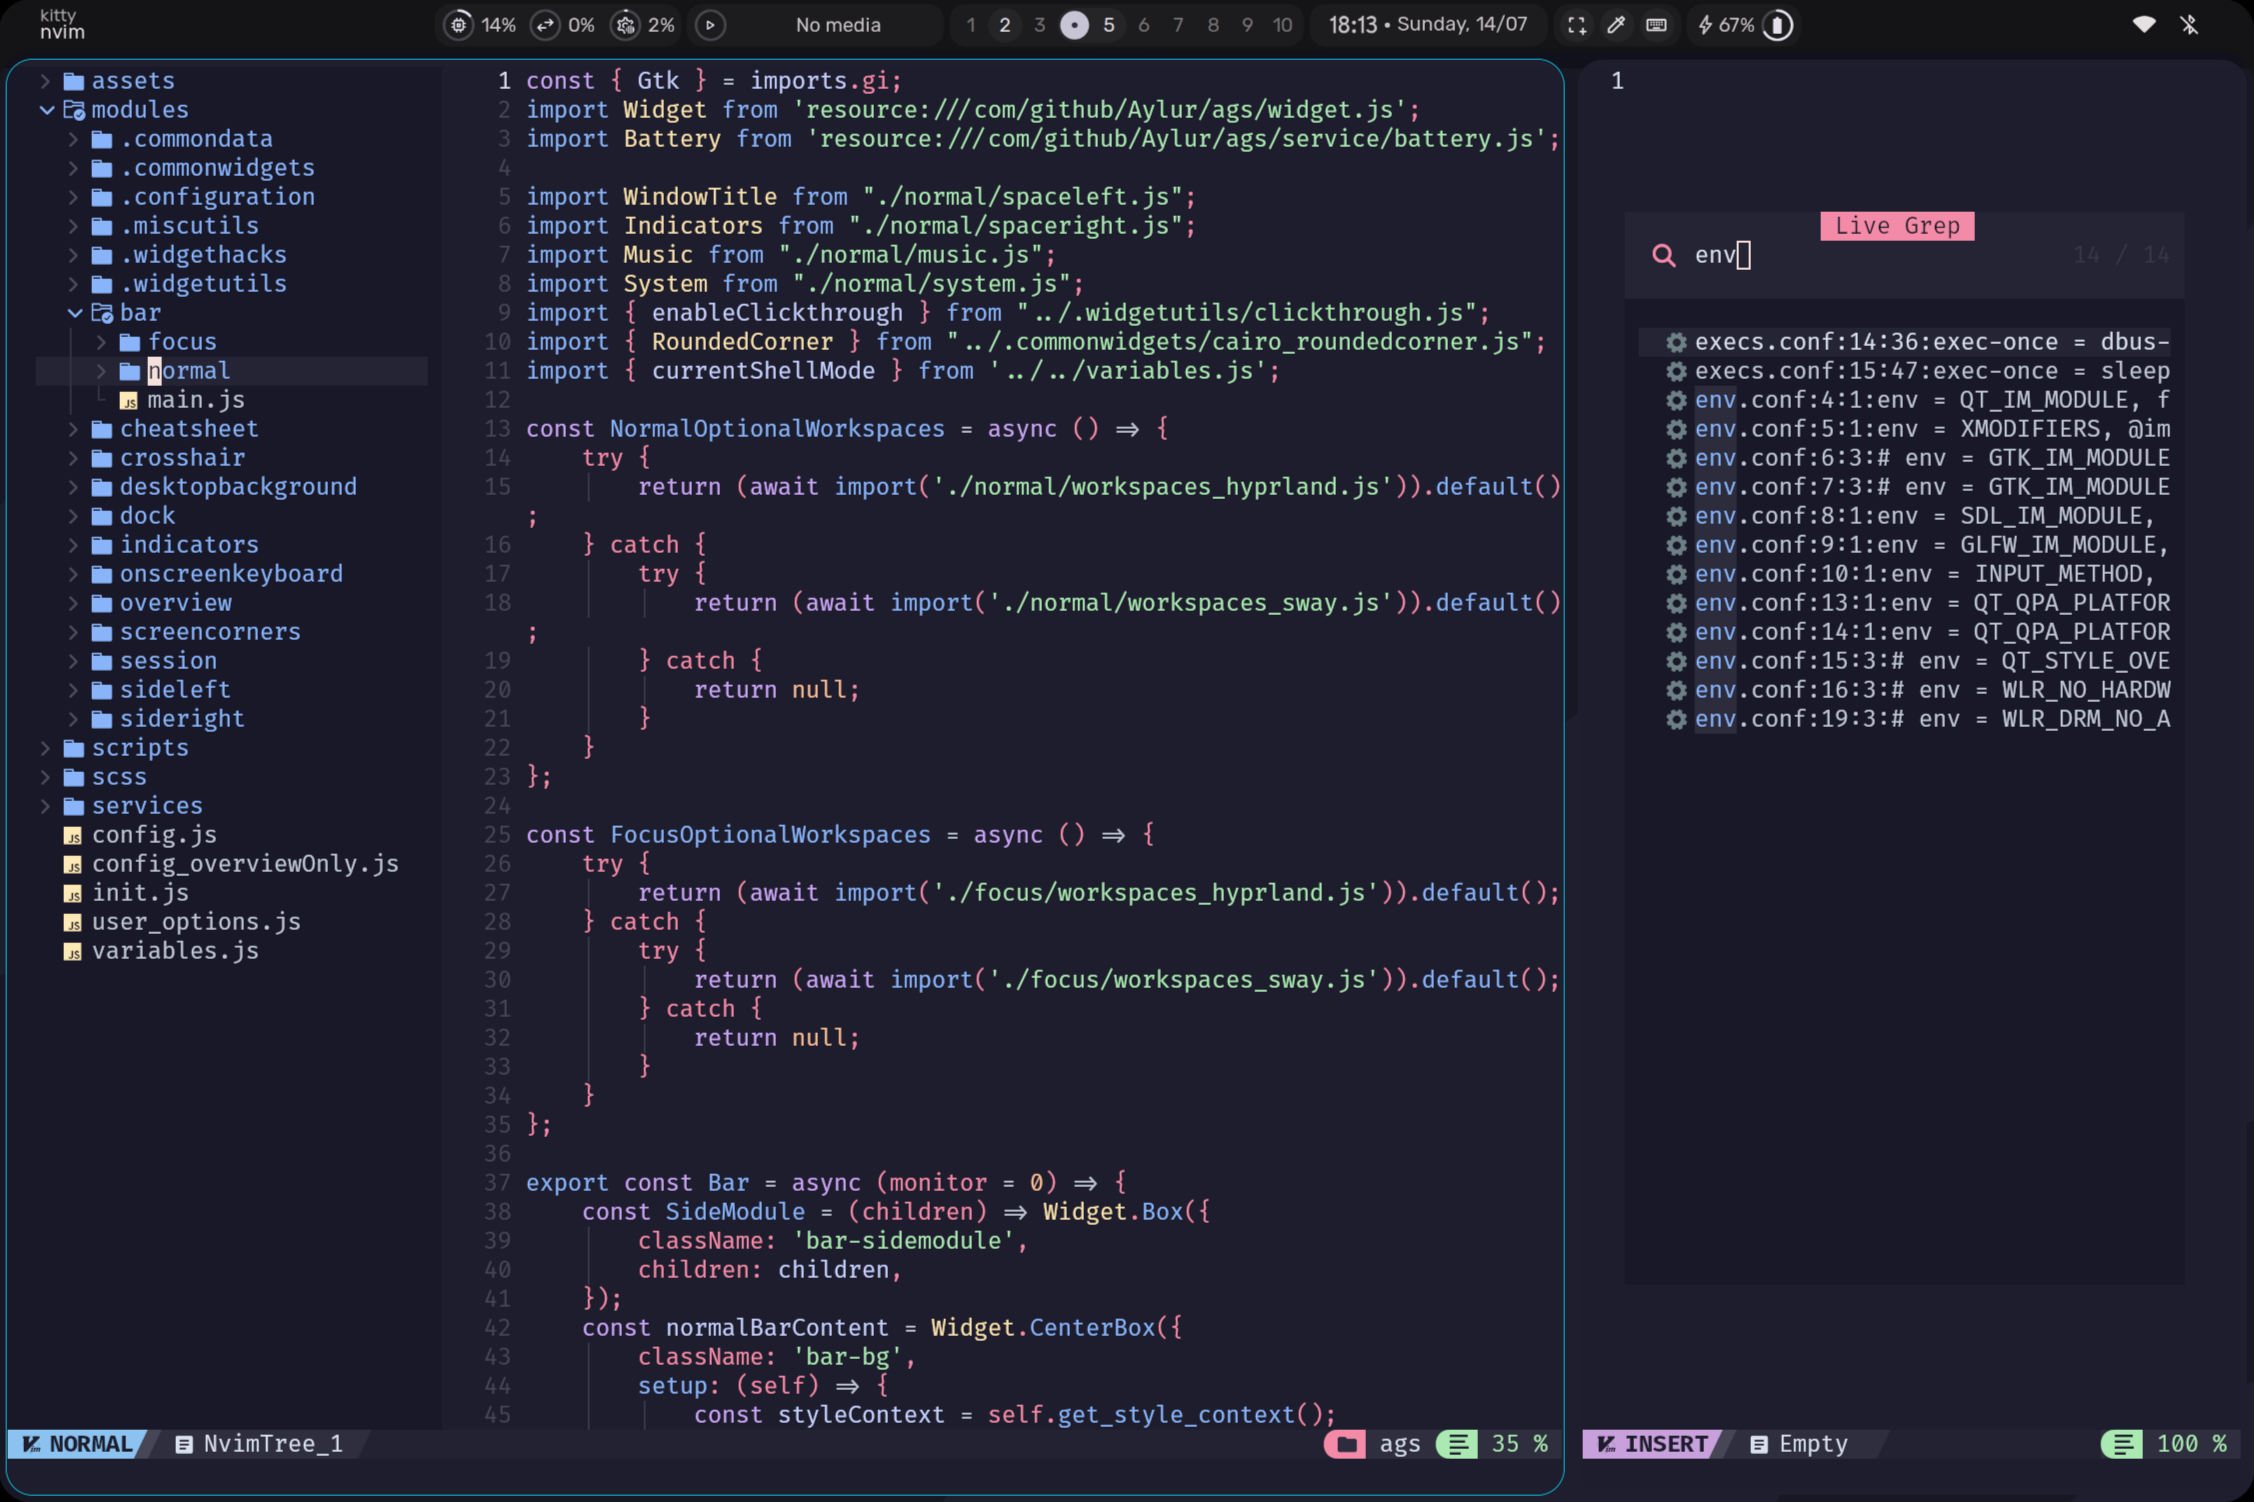 kitty
nvim
14% 0% 2% No media 1 2 3 5 6 7 8 9 10 18:13 • Sunday, 14/07 67%
assets
modules
.commondata
.commonwidgets
.configuration
.miscutils
.widgethacks
.widgetutils
bar
focus
normal
main.js
cheatsheet
crosshair
desktopbackground
dock
indicators
onscreenkeyboard
overview
screencorners
session
sideleft
sideright
scripts
scss
services
config.js
config_overviewOnly.js
init.js
user_options.js
variables.js
1 const { Gtk } = imports.gi;
2 import Widget from 'resource:///com/github/Aylur/ags/widget.js';
3 import Battery from 'resource:///com/github/Aylur/ags/service/battery.js';
4
5 import WindowTitle from "./normal/spaceleft.js";
6 import Indicators from "./normal/spaceright.js";
7 import Music from "./normal/music.js";
8 import System from "./normal/system.js";
9 import { enableClickthrough } from "../.widgetutils/clickthrough.js";
10 import { RoundedCorner } from "../.commonwidgets/cairo_roundedcorner.js";
11 import { currentShellMode } from '../../variables.js';
12
13 const NormalOptionalWorkspaces = async () => {
14     try {
15         return (await import('./normal/workspaces_hyprland.js')).default()
;
16     } catch {
17         try {
18             return (await import('./normal/workspaces_sway.js')).default()
;
19         } catch {
20             return null;
21         }
22     }
23 };
24
25 const FocusOptionalWorkspaces = async () => {
26     try {
27         return (await import('./focus/workspaces_hyprland.js')).default();
28     } catch {
29         try {
30             return (await import('./focus/workspaces_sway.js')).default();
31         } catch {
32             return null;
33         }
34     }
35 };
36
37 export const Bar = async (monitor = 0) => {
38     const SideModule = (children) => Widget.Box({
39         className: 'bar-sidemodule',
40         children: children,
41     });
42     const normalBarContent = Widget.CenterBox({
43         className: 'bar-bg',
44         setup: (self) => {
45             const styleContext = self.get_style_context();
NORMAL NvimTree_1 ags 35 %
1
Live Grep
env 14 / 14
execs.conf:14:36:exec-once = dbus-
execs.conf:15:47:exec-once = sleep
env.conf:4:1:env = QT_IM_MODULE, f
env.conf:5:1:env = XMODIFIERS, @im
env.conf:6:3:# env = GTK_IM_MODULE
env.conf:7:3:# env = GTK_IM_MODULE
env.conf:8:1:env = SDL_IM_MODULE,
env.conf:9:1:env = GLFW_IM_MODULE,
env.conf:10:1:env = INPUT_METHOD,
env.conf:13:1:env = QT_QPA_PLATFOR
env.conf:14:1:env = QT_QPA_PLATFOR
env.conf:15:3:# env = QT_STYLE_OVE
env.conf:16:3:# env = WLR_NO_HARDW
env.conf:19:3:# env = WLR_DRM_NO_A
INSERT Empty 100 %